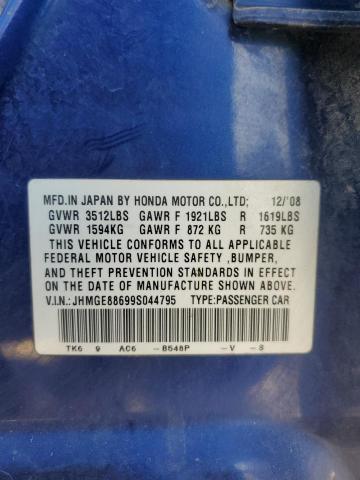 MFD.IN JAPAN BY HONDA MOTOR CO.,LTD; 12/'08
GVWR 3512LBS GAWR F 1921LBS R 1619LBS
GVWR 1594KG GAWR F 872 KG R 735 KG
THIS VEHICLE CONFORMS TO ALL APPLICABLE
FEDERAL MOTOR VEHICLE SAFETY ,BUMPER,
AND THEFT PREVENTION STANDARDS IN EFFECT
ON THE DATE OF MANUFACTURE SHOWN ABOVE.
V.I.N.: JHMGE88699S044795 TYPE:PASSENGER CAR
TK6 9 AC6 -B548P -V -S